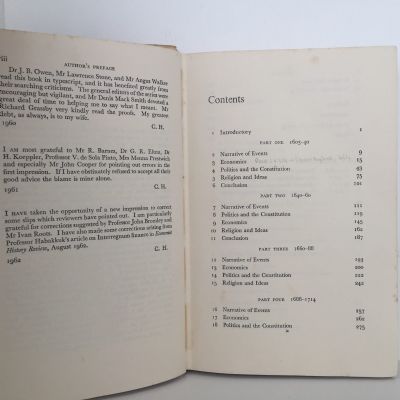 viii
AUTHOR'S PREFACE
Dr J. B. Owen, Mr Lawrence Stone, and Mr Angus Walker
read this book in typescript, and it has benefited greatly from
their searching criticisms. The general editors of the series were
encouraging but vigilant, and Mr Denis Mack Smith devoted a
great deal of time to helping me to say what I meant. Mr
Richard Grassby very kindly read the proofs. My greatest
debt, as always, is to my wife.
1960
C. H.
I am most grateful to Mr R. Baram, Dr G. R. Elton, Dr
H. Koeppler, Professor V. de Sola Pinto, Mrs Menna Prestwich
and especially Mr John Cooper for pointing out errors in the
first impression. If I have obstinately refused to accept all their
good advice the blame is mine alone.
1961
C. H.
I HAVE taken the opportunity of a new impression to correct
some slips which reviewers have pointed out. I am particularly
grateful for corrections suggested by Professor John Bromley and
Mr Ivan Roots. I have also made some corrections arising from
Professor Habakkuk's article on Interregnum finance in Economic
History Review, August 1962.
1962
C. H.
Contents
1 Introductory 1
PART ONE 1603-40
2 Narrative of Events 9
3 Economics 15
4 Politics and the Constitution 43
5 Religion and Ideas 75
6 Conclusion 101
PART TWO 1640-60
7 Narrative of Events 111
8 Politics and the Constitution 119
9 Economics 145
10 Religion and Ideas 162
11 Conclusion 187
PART THREE 1660-88
12 Narrative of Events 193
13 Economics 200
14 Politics and the Constitution 222
15 Religion and Ideas 242
PART FOUR 1688-1714
16 Narrative of Events 257
17 Economics 262
18 Politics and the Constitution 275